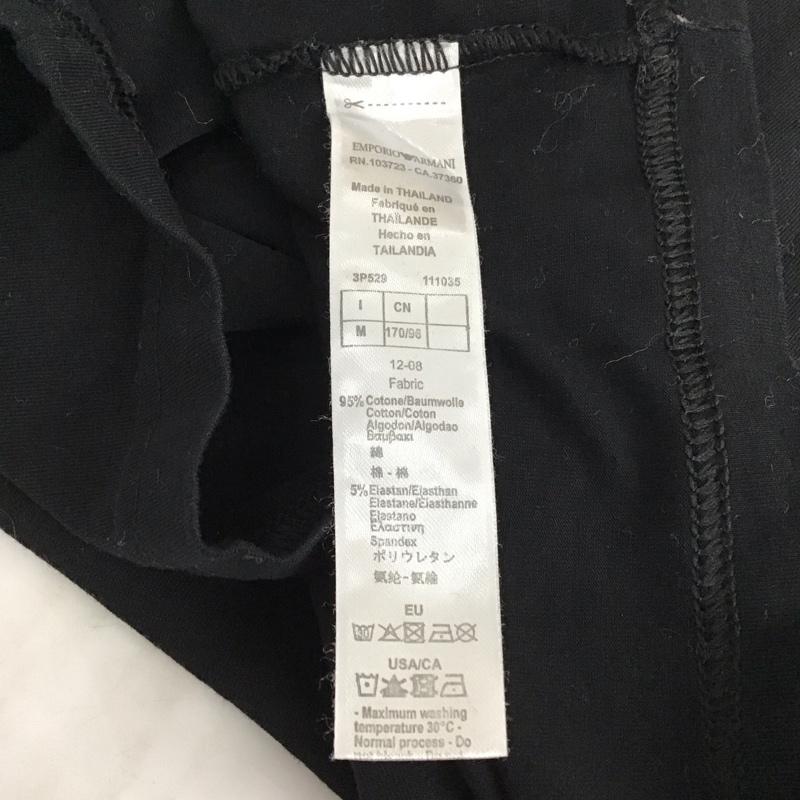 EMPORIO ARMANI
RN.103723 - CA.37360
Made in THAILAND
Fabriqué en
THAÏLANDE
Hecho en
TAILANDIA
3P529 111035
I CN
M 170/96
12-08
Fabric
95% Cotone/Baumwolle
Cotton/Coton
Algodon/Algodao
Βαμβακι
綿
棉 - 棉
5% Elastan/Elasthan
Elastane/Elasthanne
Elastano
Ελαστινη
Spandex
ポリウレタン
氨纶-氨綸
EU
30
USA/CA
- Maximum washing
temperature 30°C -
Normal process - Do